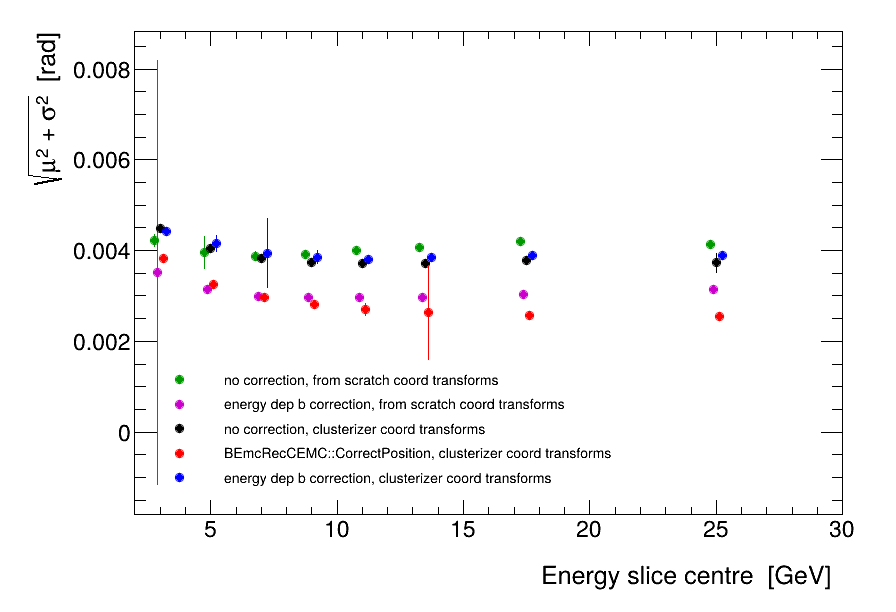 √μ² + σ² [rad]
0.008
0.006
0.004
0.002
0
no correction, from scratch coord transforms
energy dep b correction, from scratch coord transforms
no correction, clusterizer coord transforms
BEmcRecCEMC::CorrectPosition, clusterizer coord transforms
energy dep b correction, clusterizer coord transforms
5 10 15 20 25 30
Energy slice centre [GeV]